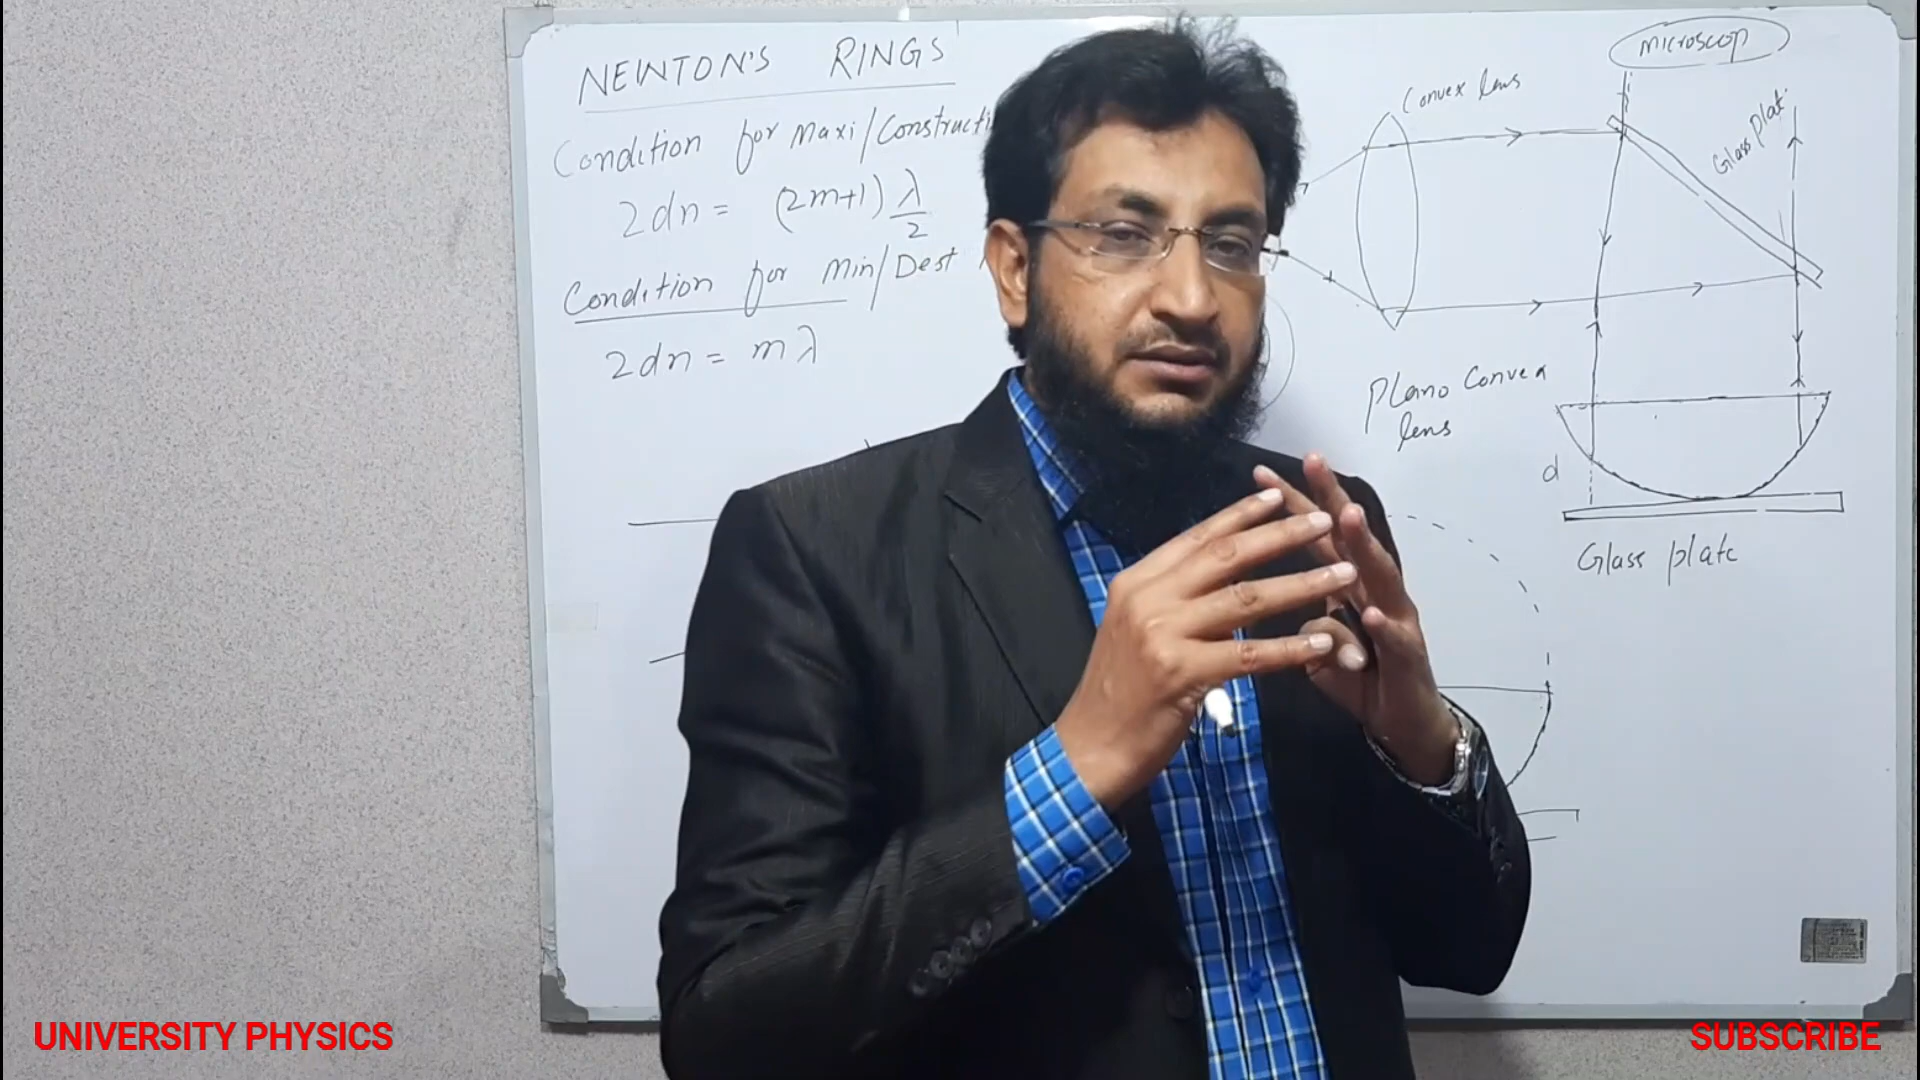 NEWTON'S RINGS
Condition for Maxi/Constructi
2dn = (2m+1) λ/2
Condition for Min/Dest
2dn = mλ
Convex lens
Microscop
Glass plat
Plano Convex
lens
d
Glass plate
UNIVERSITY PHYSICS
SUBSCRIBE